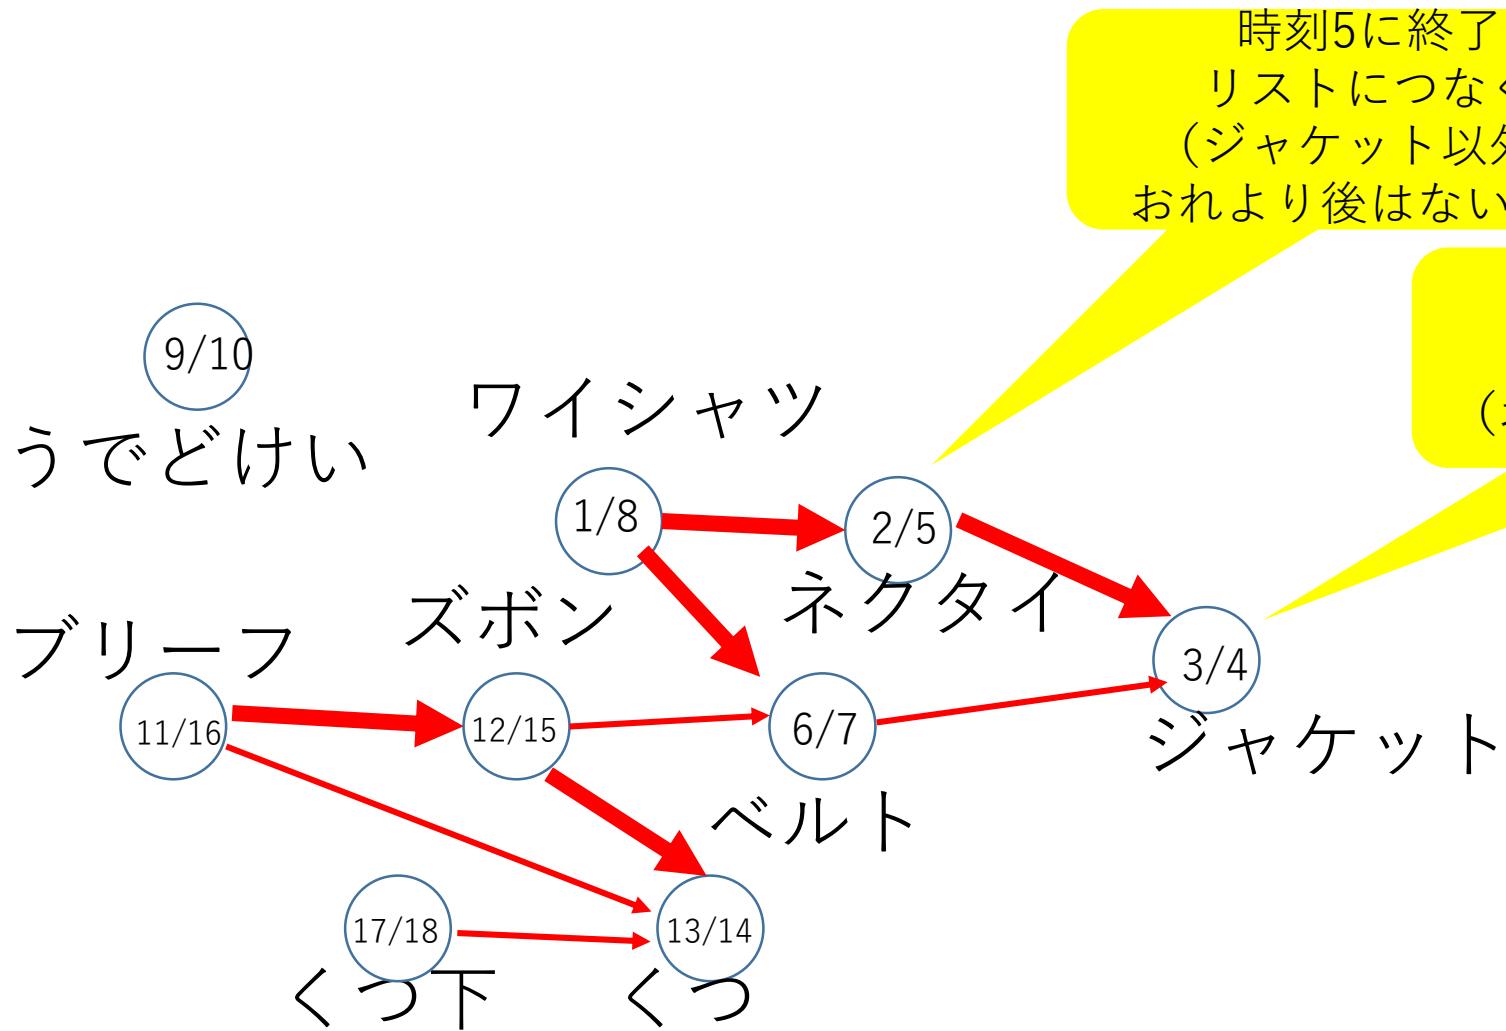 時刻5に終了
リストにつな
(ジャケット以
おれより後はない
(
9/10
うでどけい
ワイシャツ
1/8
2/5
ネクタイ
ズボン
ブリーフ
3/4
ジャケット
11/16
12/15
6/7
ベルト
17/18
13/14
くつ下
くつ